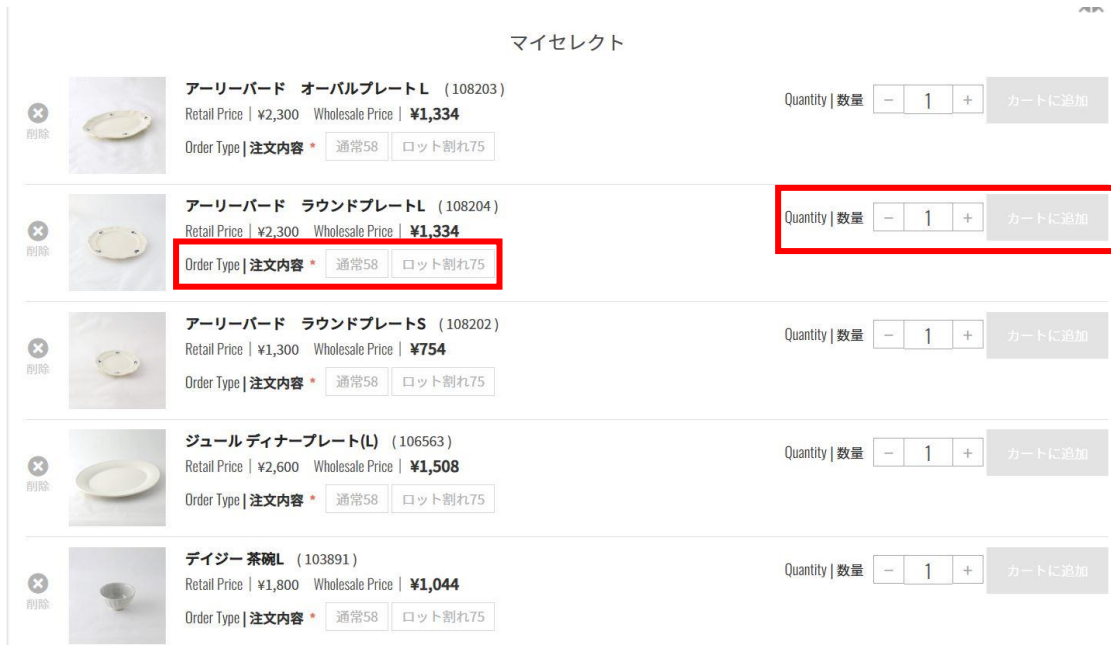 マイセレクト
アーリーバード　オーバルプレートL （108203）
Retail Price | ¥2,300 Wholesale Price | ¥1,334
Order Type | 注文内容 * 通常58 ロット割れ75
Quantity | 数量 − 1 + カートに追加
削除
アーリーバード　ラウンドプレートL （108204）
Retail Price | ¥2,300 Wholesale Price | ¥1,334
Order Type | 注文内容 * 通常58 ロット割れ75
Quantity | 数量 − 1 + カートに追加
削除
アーリーバード　ラウンドプレートS （108202）
Retail Price | ¥1,300 Wholesale Price | ¥754
Order Type | 注文内容 * 通常58 ロット割れ75
Quantity | 数量 − 1 + カートに追加
削除
ジュール ディナープレート(L) （106563）
Retail Price | ¥2,600 Wholesale Price | ¥1,508
Order Type | 注文内容 * 通常58 ロット割れ75
Quantity | 数量 − 1 + カートに追加
削除
デイジー 茶碗L （103891）
Retail Price | ¥1,800 Wholesale Price | ¥1,044
Order Type | 注文内容 * 通常58 ロット割れ75
Quantity | 数量 − 1 + カートに追加
削除